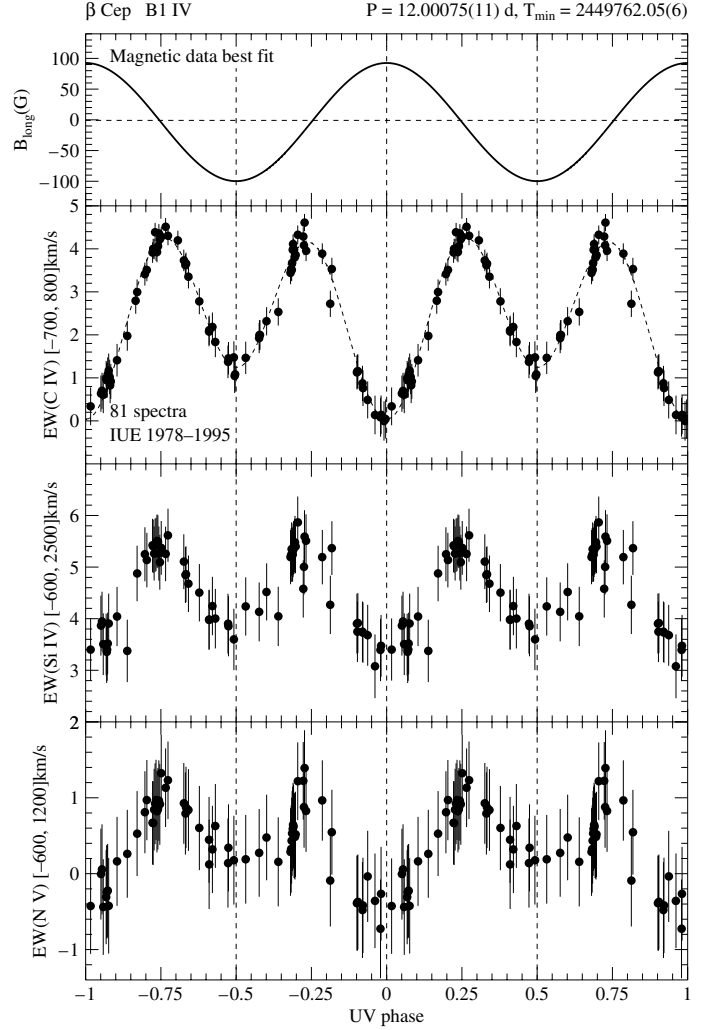 β Cep B1 IV P = 12.00075(11) d, Tmin = 2449762.05(6)
Magnetic data best fit
Blong(G)
100
50
0
−50
−100
EW(C IV) [−700, 800]km/s
5
4
3
2
1
0
81 spectra
IUE 1978−1995
EW(Si IV) [−600, 2500]km/s
6
5
4
3
EW(N V) [−600, 1200]km/s
2
1
0
−1
−1 −0.75 −0.5 −0.25 0 0.25 0.5 0.75 1
UV phase